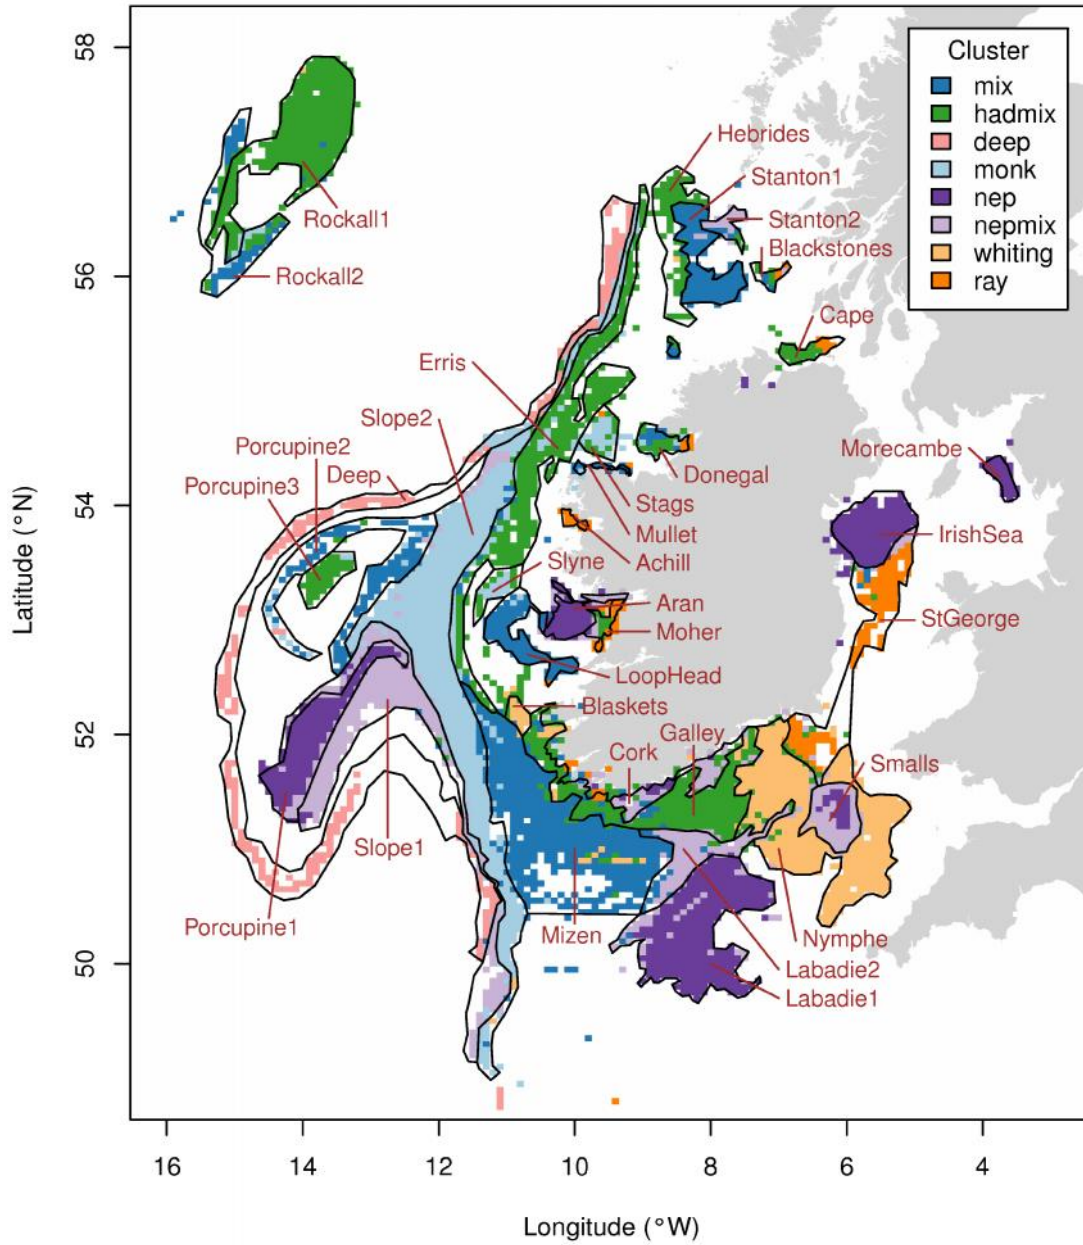 Cluster
mix
hadmix
deep
monk
nep
nepmix
whiting
ray
58
56
54
52
50
Latitude (°N)
Hebrides
Stanton1
Stanton2
Blackstones
Rockall1
Rockall2
Cape
Erris
Slope2
Porcupine2
Deep
Porcupine3
Donegal
Morecambe
Stags
Mullet
IrishSea
Achill
Slyne
Aran
StGeorge
Moher
LoopHead
Blaskets
Galley
Cork
Smalls
Slope1
Porcupine1
Mizen
Nymphe
Labadie2
Labadie1
16
14
12
10
8
6
4
Longitude (°W)